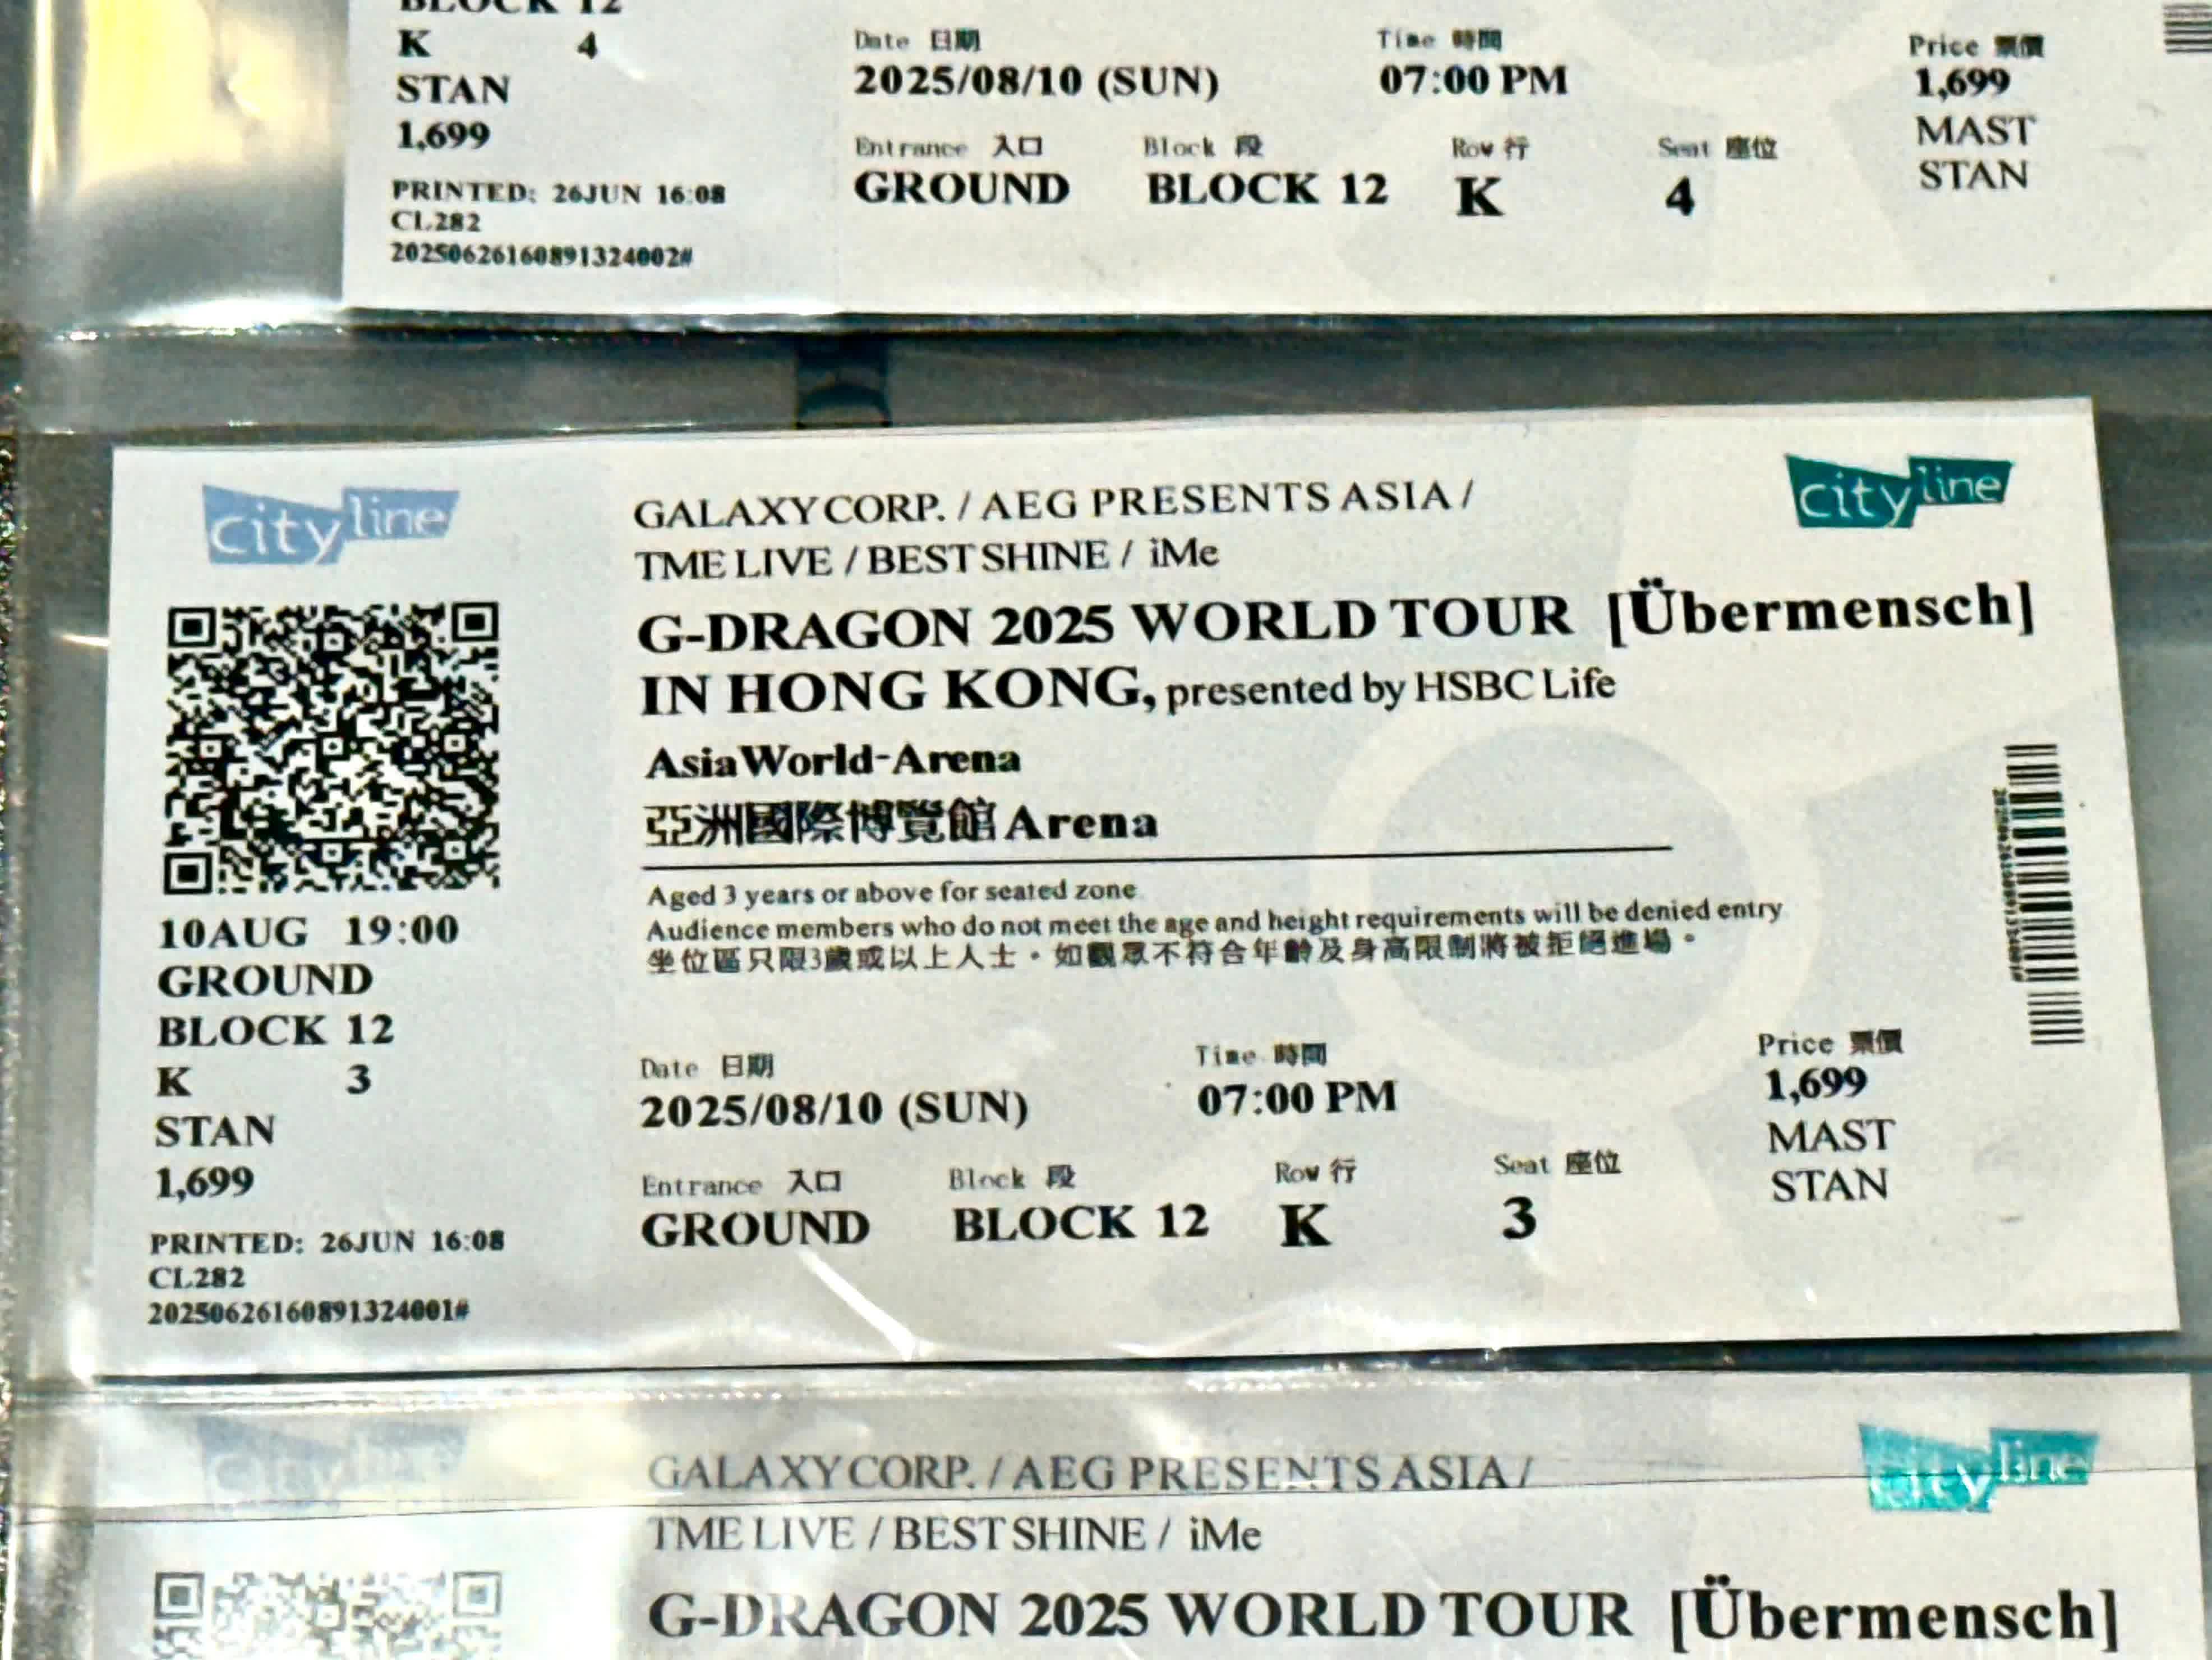 BLOCK 12
K 4
STAN
1,699
PRINTED: 26JUN 16:08
CL282
202506261608913240​02#
Date 日期 Time 時間 Price 票價
2025/08/10 (SUN) 07:00 PM 1,699
MAST
STAN
Entrance 入口 Block 段 Row 行 Seat 座位
GROUND BLOCK 12 K 4
cityline
10AUG 19:00
GROUND
BLOCK 12
K 3
STAN
1,699
PRINTED: 26JUN 16:08
CL282
20250626160891324001#
GALAXY CORP. / AEG PRESENTS ASIA /
TME LIVE / BEST SHINE / iMe
cityline
G-DRAGON 2025 WORLD TOUR [Übermensch]
IN HONG KONG, presented by HSBC Life
AsiaWorld-Arena
亞洲國際博覽館 Arena
Aged 3 years or above for seated zone
Audience members who do not meet the age and height requirements will be denied entry
坐位區只限3歲或以上人士。如觀眾不符合年齡及身高限制將被拒絕進場。
Date 日期 Time 時間 Price 票價
2025/08/10 (SUN) 07:00 PM 1,699
MAST
STAN
Entrance 入口 Block 段 Row 行 Seat 座位
GROUND BLOCK 12 K 3
cityline
GALAXY CORP. / AEG PRESENTS ASIA /
TME LIVE / BEST SHINE / iMe
cityline
G-DRAGON 2025 WORLD TOUR [Übermensch]